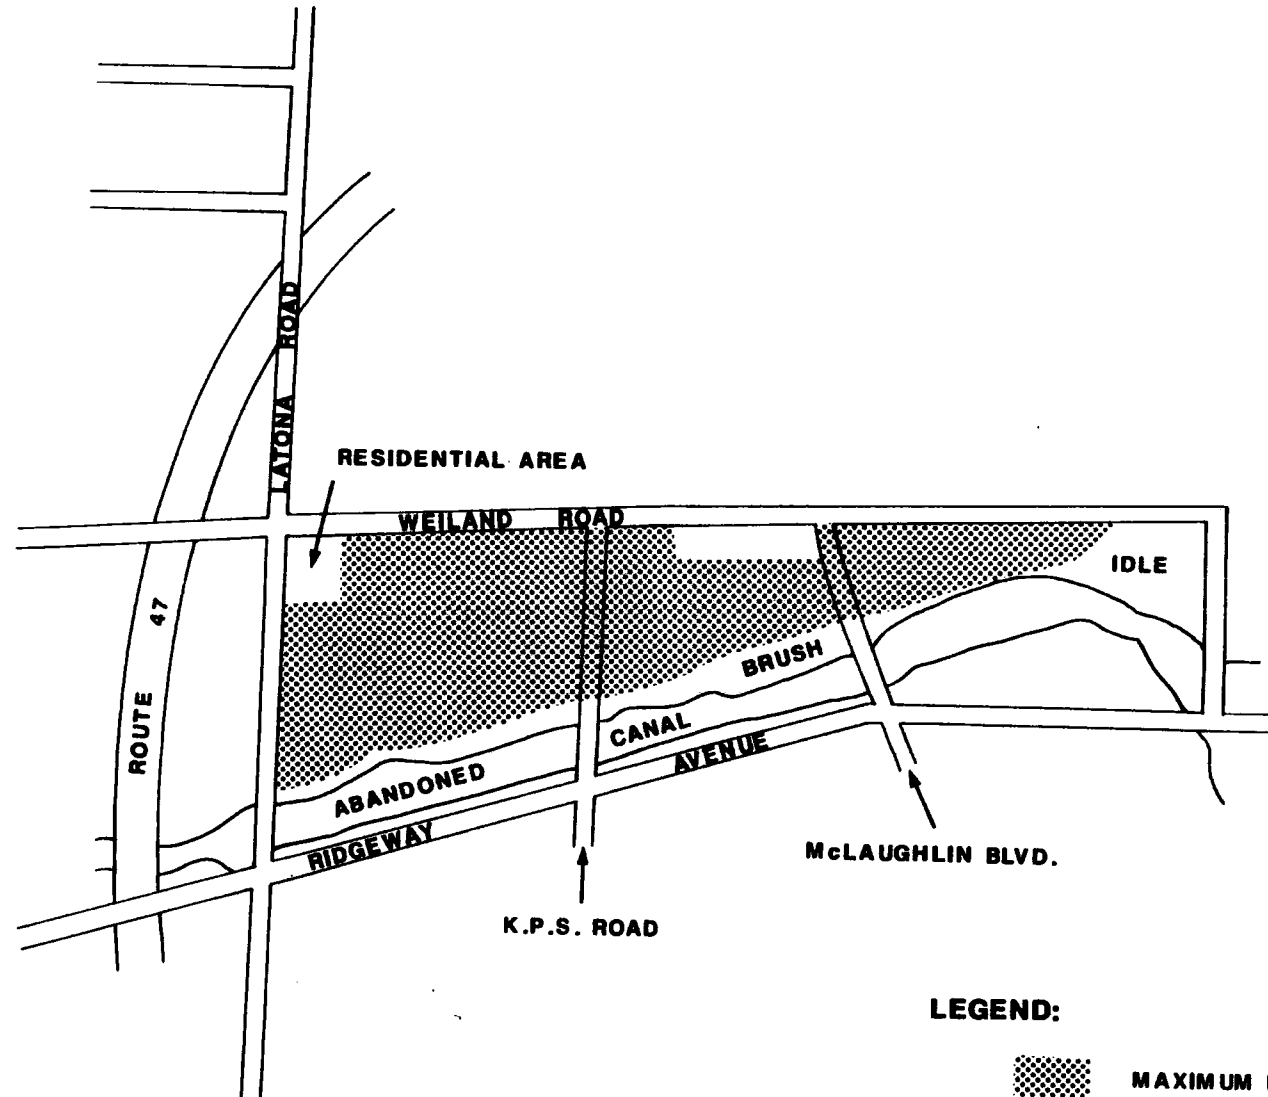 LATONA ROAD
RESIDENTIAL AREA
WEILAND ROAD
IDLE
ROUTE 47
BRUSH
ABANDONED CANAL
RIDGEWAY AVENUE
McLAUGHLIN BLVD.
K.P.S. ROAD
LEGEND:
MAXIMUM